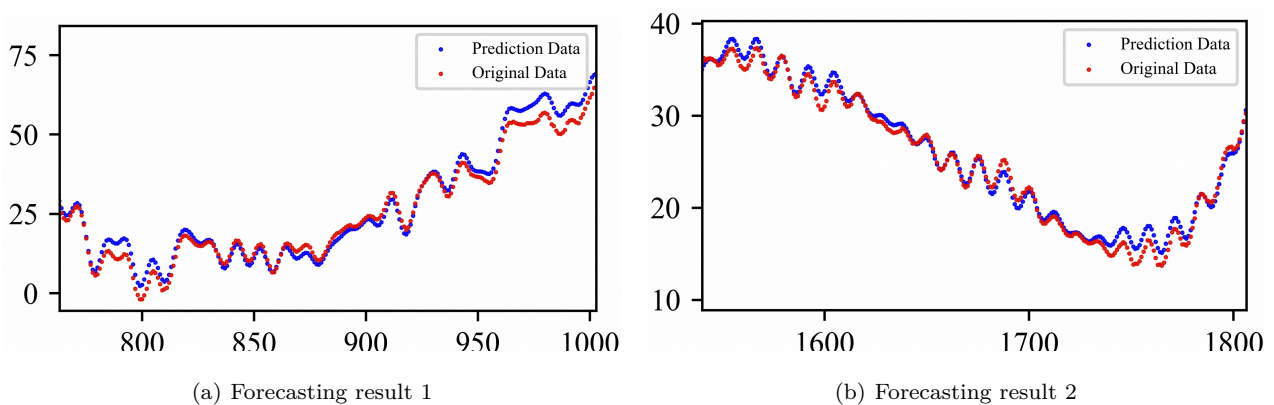 75
50
25
0
800
850
900
950
1000
Prediction Data
Original Data
(a) Forecasting result 1
40
30
20
10
1600
1700
1800
Prediction Data
Original Data
(b) Forecasting result 2